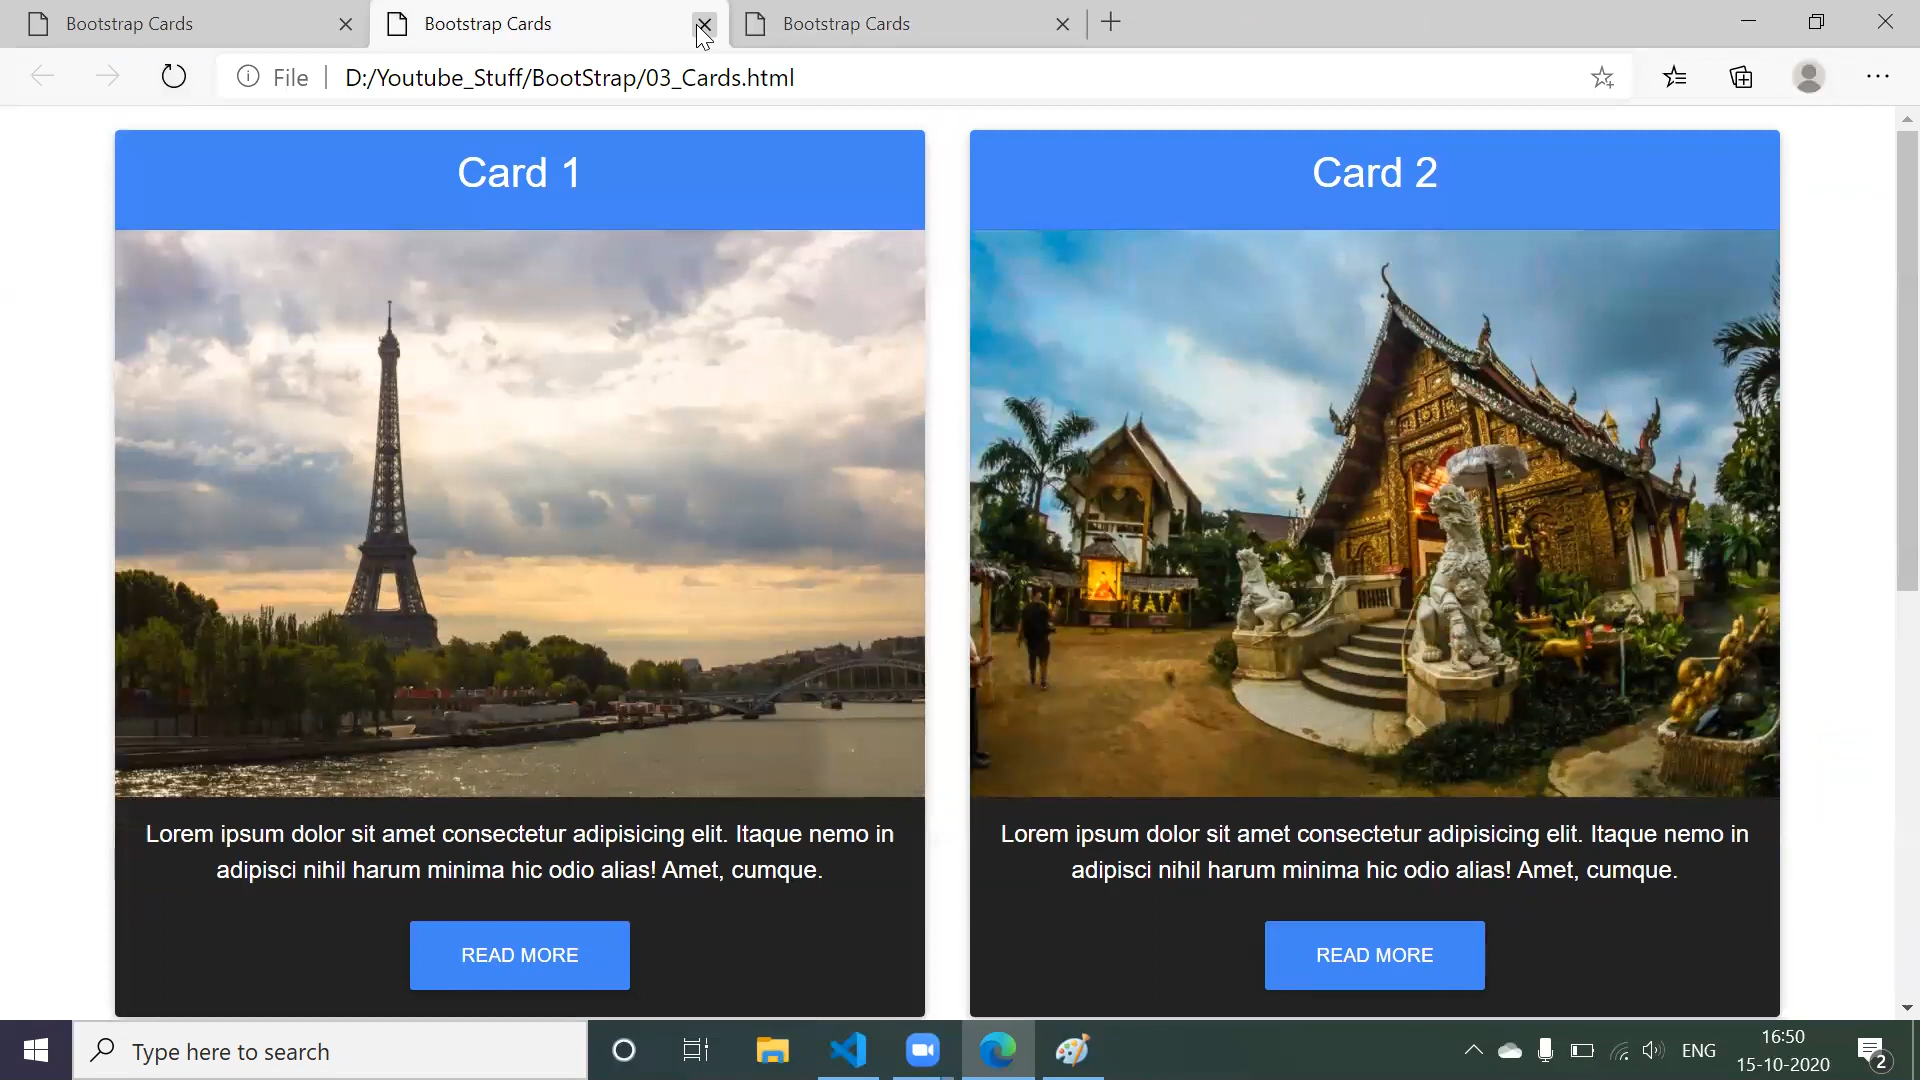 Bootstrap Cards
Bootstrap Cards
Bootstrap Cards
File
D:/Youtube_Stuff/BootStrap/03_Cards.html
Card 1
Lorem ipsum dolor sit amet consectetur adipisicing elit. Itaque nemo in
adipisci nihil harum minima hic odio alias! Amet, cumque.
READ MORE
Card 2
Lorem ipsum dolor sit amet consectetur adipisicing elit. Itaque nemo in
adipisci nihil harum minima hic odio alias! Amet, cumque.
READ MORE
Type here to search
ENG
16:50
15-10-2020
2